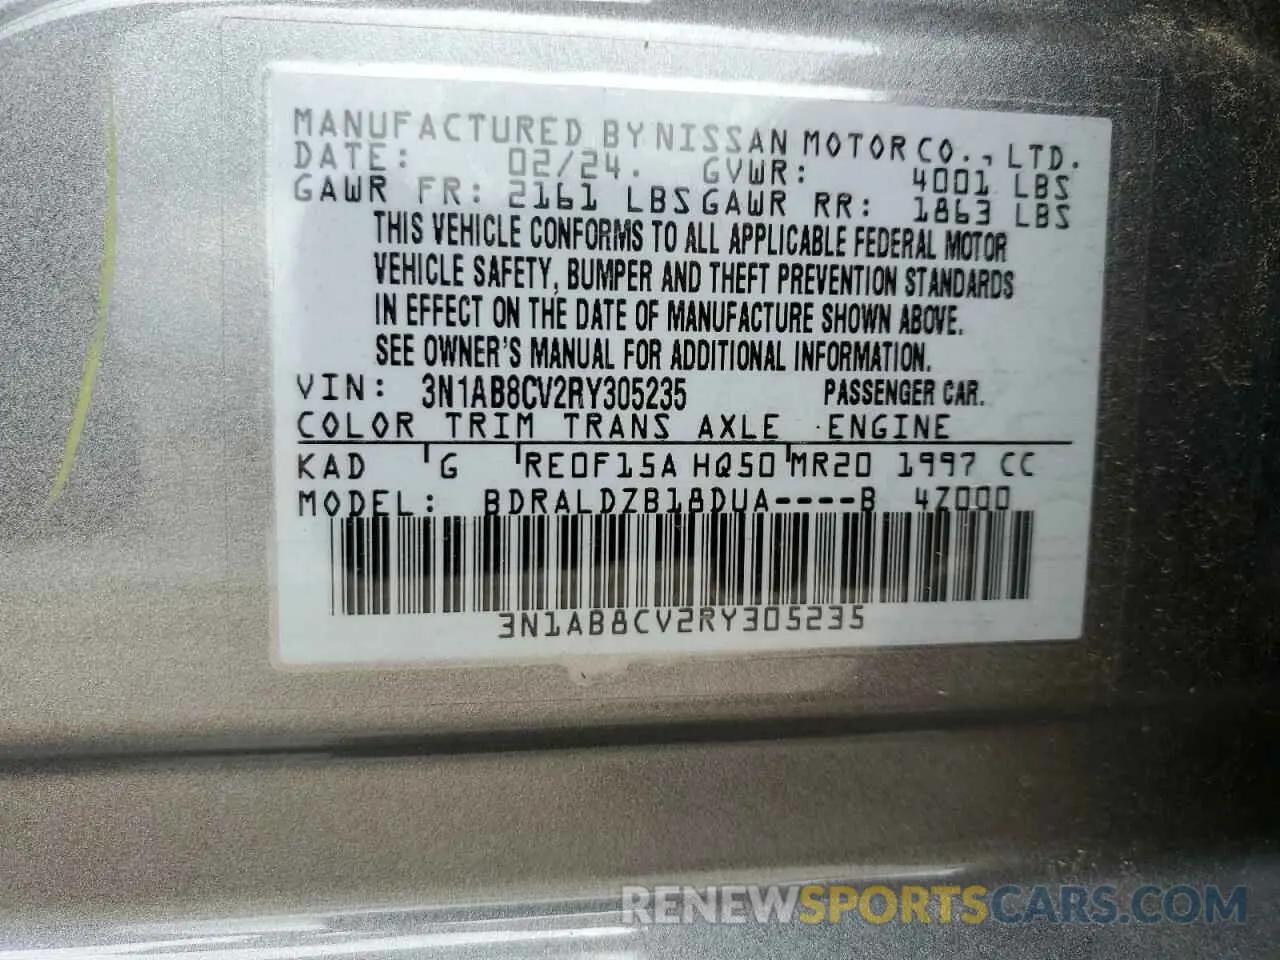 MANUFACTURED BY NISSAN MOTOR CO., LTD.
DATE: 02/24. GVWR: 4001 LBS
GAWR FR: 2161 LBS GAWR RR: 1863 LBS
THIS VEHICLE CONFORMS TO ALL APPLICABLE FEDERAL MOTOR
VEHICLE SAFETY, BUMPER AND THEFT PREVENTION STANDARDS
IN EFFECT ON THE DATE OF MANUFACTURE SHOWN ABOVE.
SEE OWNER'S MANUAL FOR ADDITIONAL INFORMATION.
VIN: 3N1AB8CV2RY305235 PASSENGER CAR.
COLOR TRIM TRANS AXLE ENGINE
KAD G RE0F15A HQ50 MR20 1997 CC
MODEL: BDRALDZB18DUA----B 4Z000
3N1AB8CV2RY305235
RENEWSPORTSCARS.COM